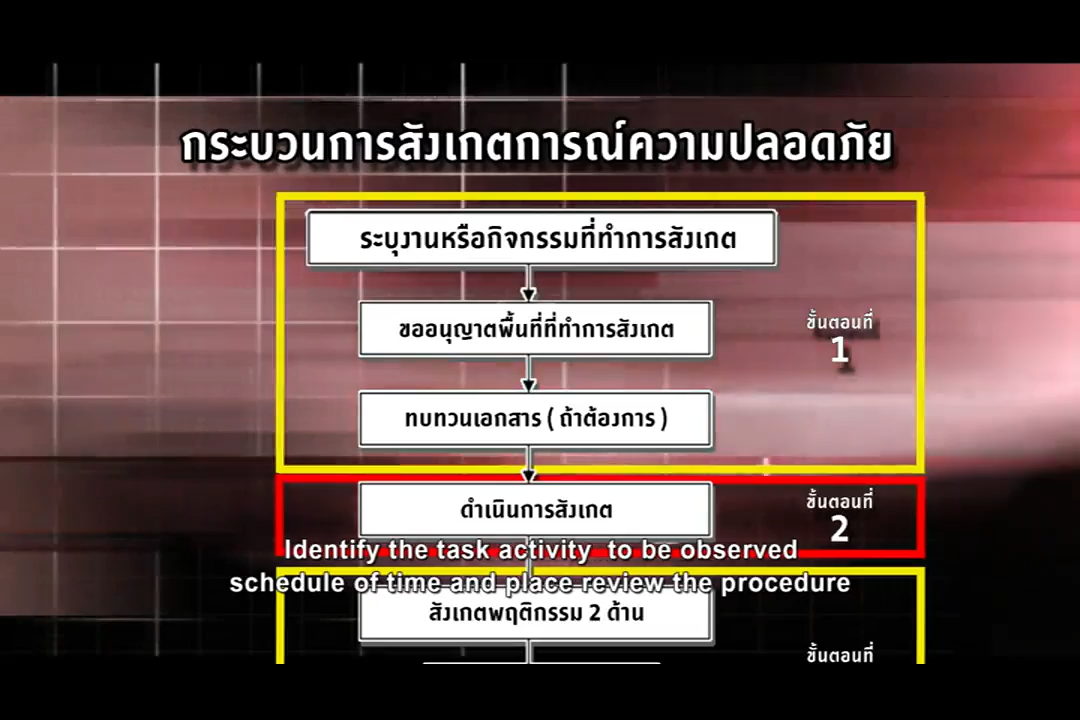 กระบวนการสังเกตการณ์ความปลอดภัย
ระบุงานหรือกิจกรรมที่ทำการสังเกต
ขออนุญาตพื้นที่ที่ทำการสังเกต
ขั้นตอนที่
1
ทบทวนเอกสาร ( ถ้าต้องการ )
ดำเนินการสังเกต
ขั้นตอนที่
2
Identify the task activity to be observed
schedule of time and place review the procedure
สังเกตพฤติกรรม 2 ด้าน
ขั้นตอนที่